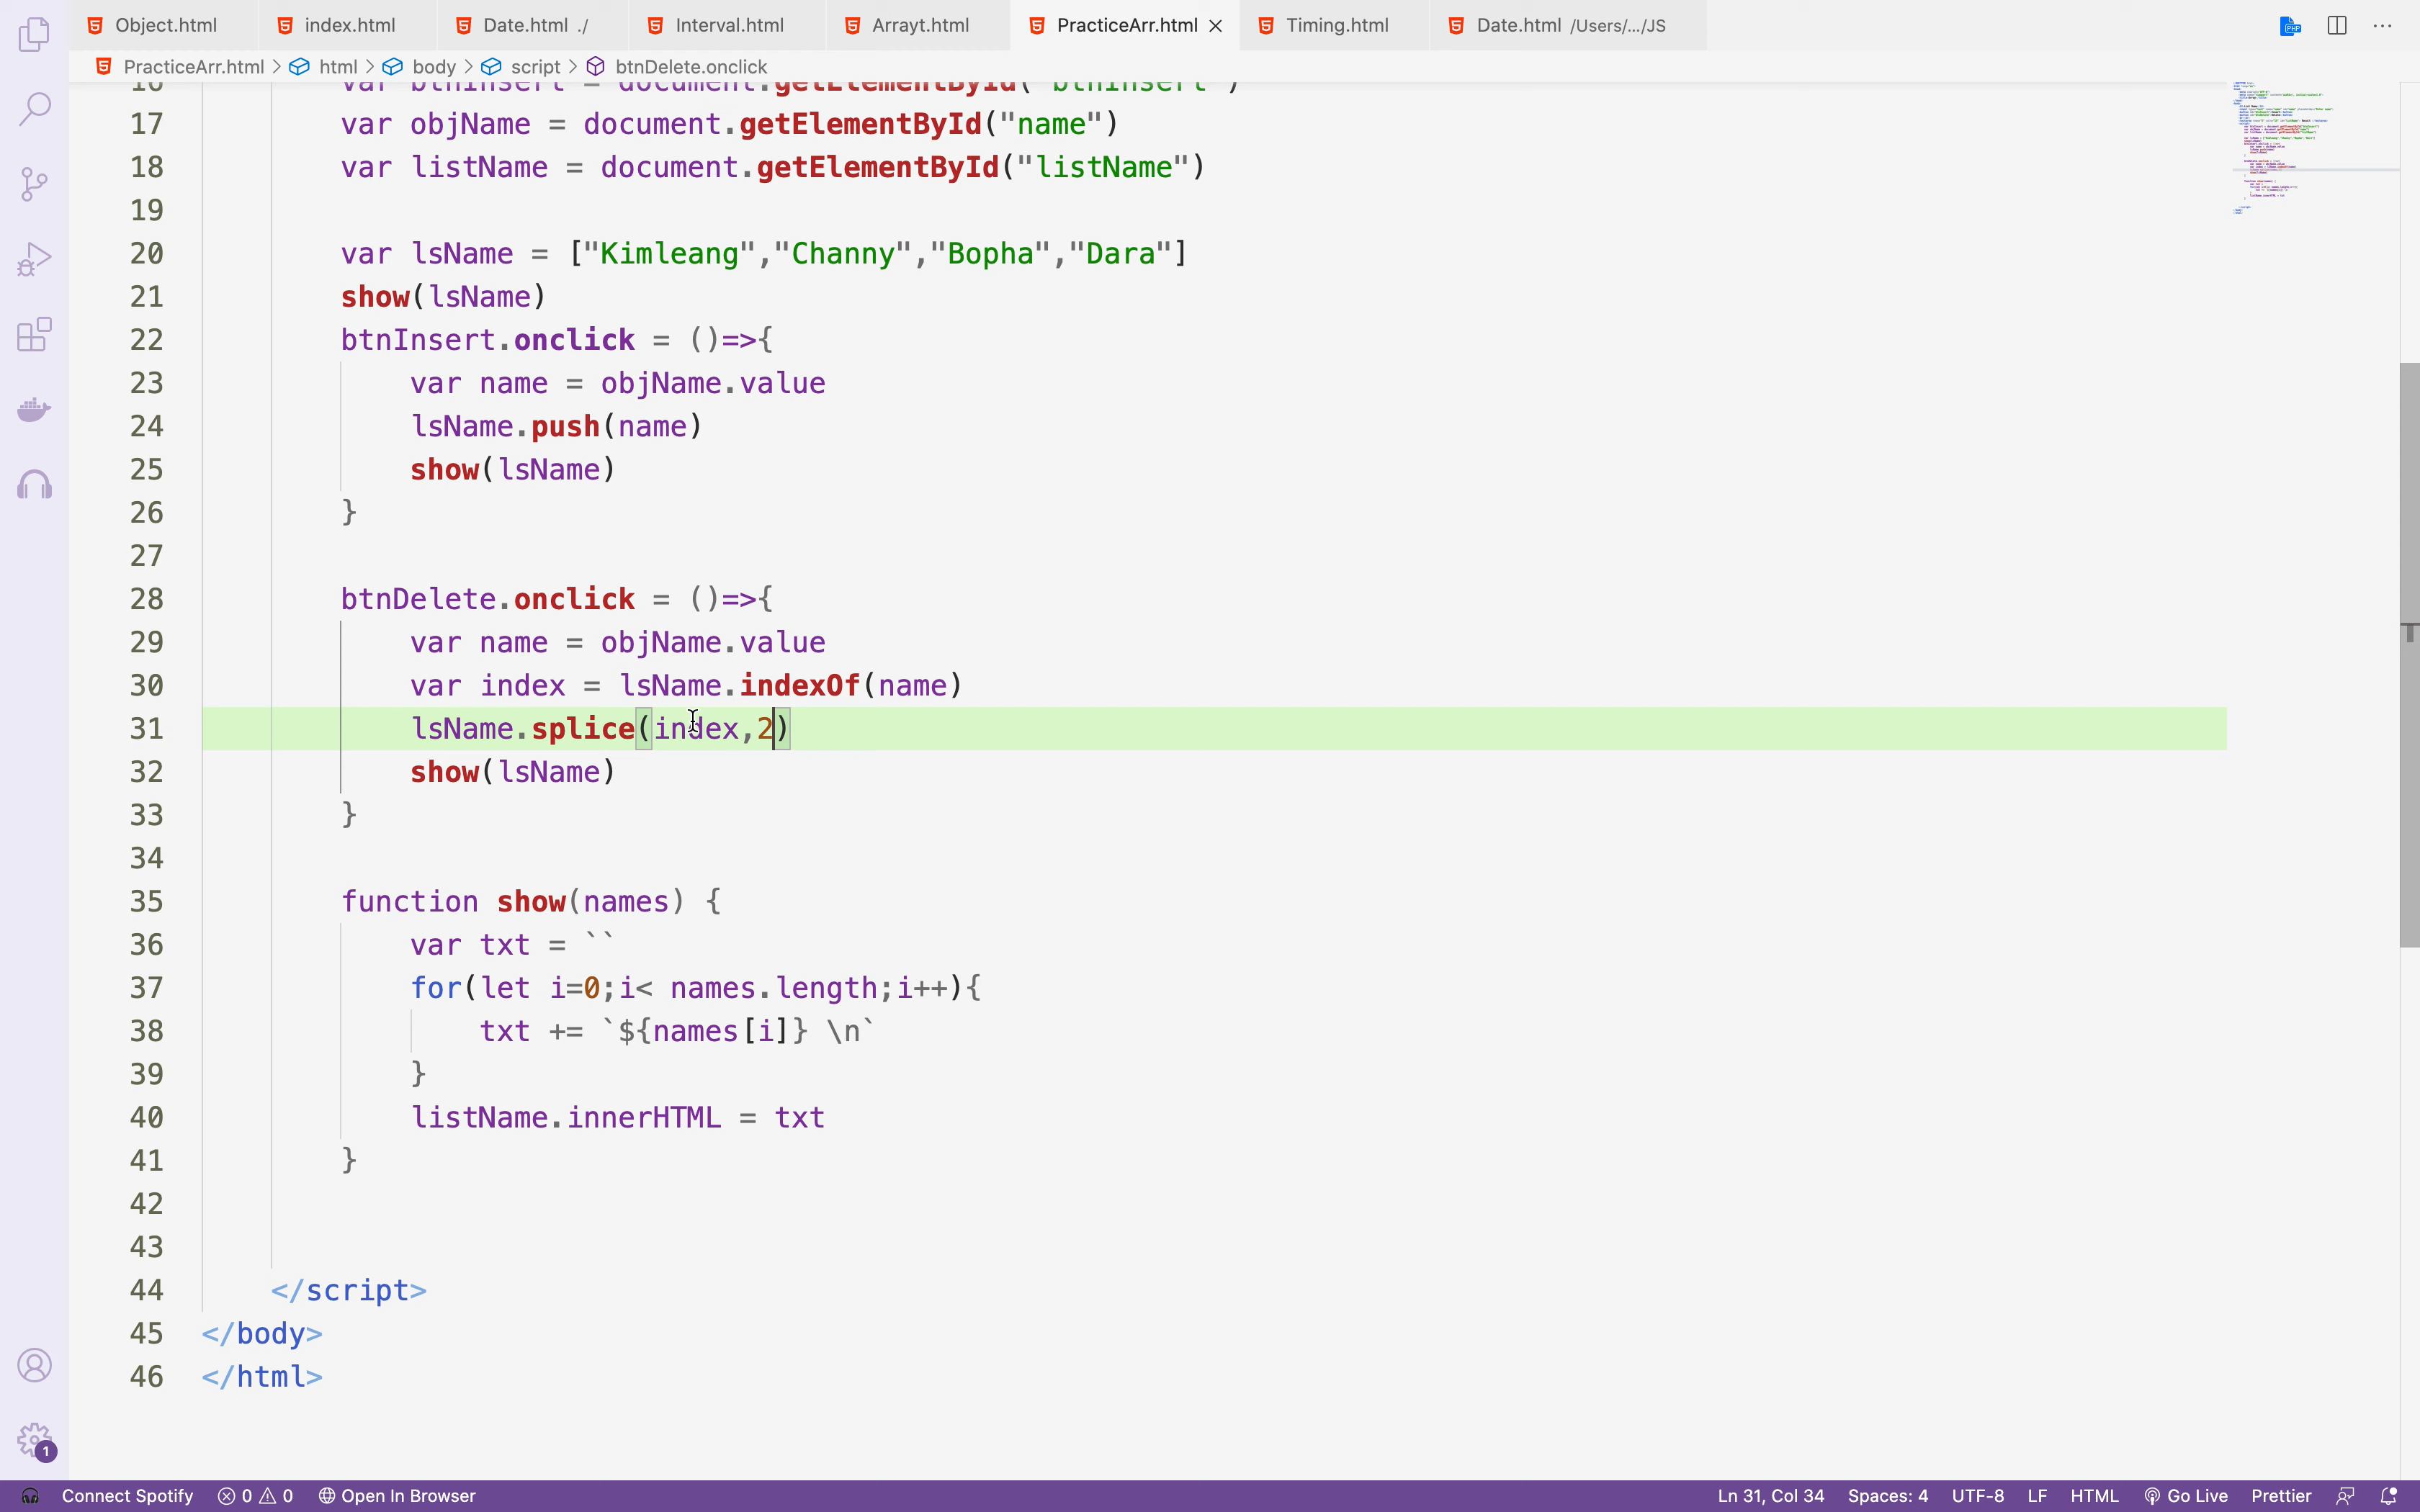 Object.html index.html Date.html ./ Interval.html Arrayt.html PracticeArr.html Timing.html Date.html /Users/.../JS
PracticeArr.html > html > body > script > btnDelete.onclick
16 var btnInsert = document.getElementById("btnInsert")
17 var objName = document.getElementById("name")
18 var listName = document.getElementById("listName")
19
20 var lsName = ["Kimleang","Channy","Bopha","Dara"]
21 show(lsName)
22 btnInsert.onclick = ()=>{
23 var name = objName.value
24 lsName.push(name)
25 show(lsName)
26 }
27
28 btnDelete.onclick = ()=>{
29 var name = objName.value
30 var index = lsName.indexOf(name)
31 lsName.splice(index,2)
32 show(lsName)
33 }
34
35 function show(names) {
36 var txt = ``
37 for(let i=0;i< names.length;i++){
38 txt += `${names[i]} \n`
39 }
40 listName.innerHTML = txt
41 }
42
43
44 </script>
45 </body>
46 </html>
1
Connect Spotify 0 0 Open In Browser Ln 31, Col 34 Spaces: 4 UTF-8 LF HTML Go Live Prettier